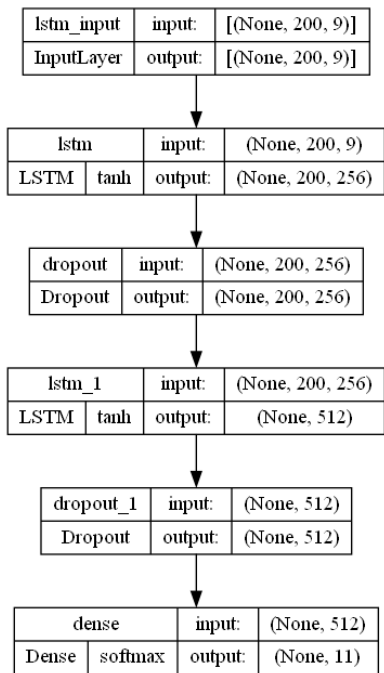 lstm_input input: [(None, 200, 9)]
InputLayer output: [(None, 200, 9)]
lstm input: (None, 200, 9)
LSTM tanh output: (None, 200, 256)
dropout input: (None, 200, 256)
Dropout output: (None, 200, 256)
lstm_1 input: (None, 200, 256)
LSTM tanh output: (None, 512)
dropout_1 input: (None, 512)
Dropout output: (None, 512)
dense input: (None, 512)
Dense softmax output: (None, 11)